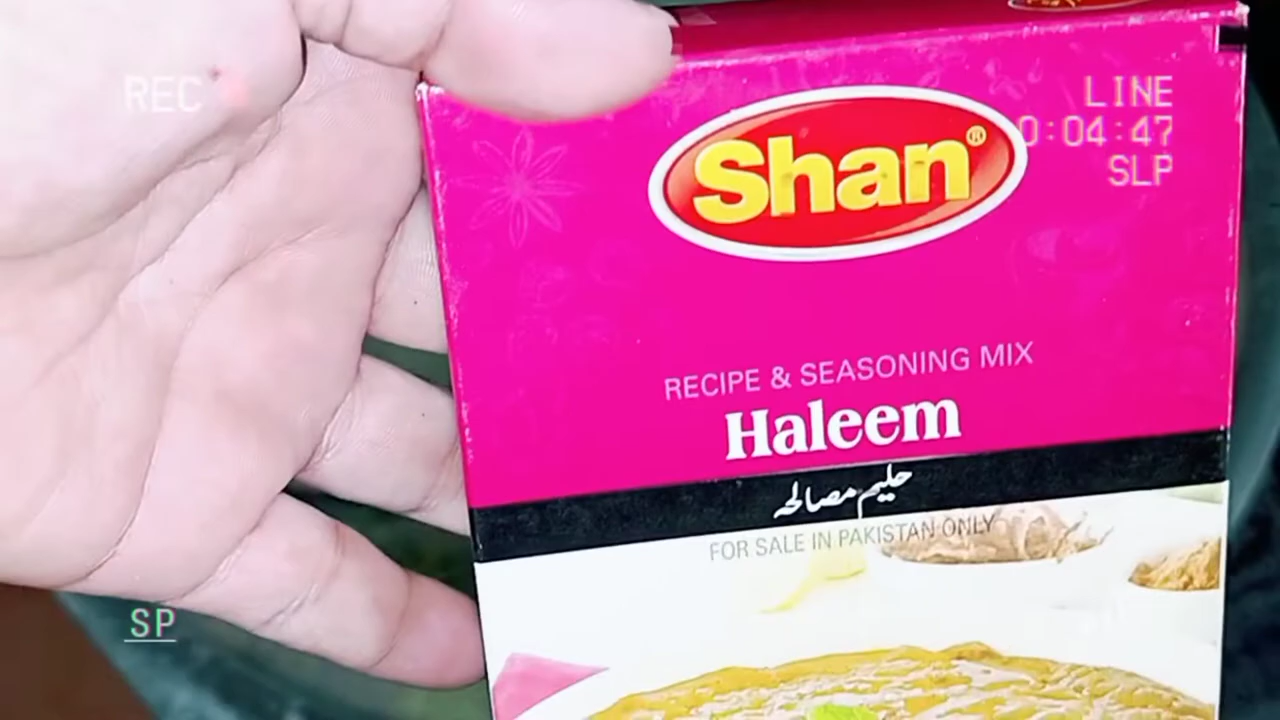 REC
LINE
0:04:47
SLP
Shan®
RECIPE & SEASONING MIX
Haleem
حلیم مصالحہ
FOR SALE IN PAKISTAN ONLY
SP